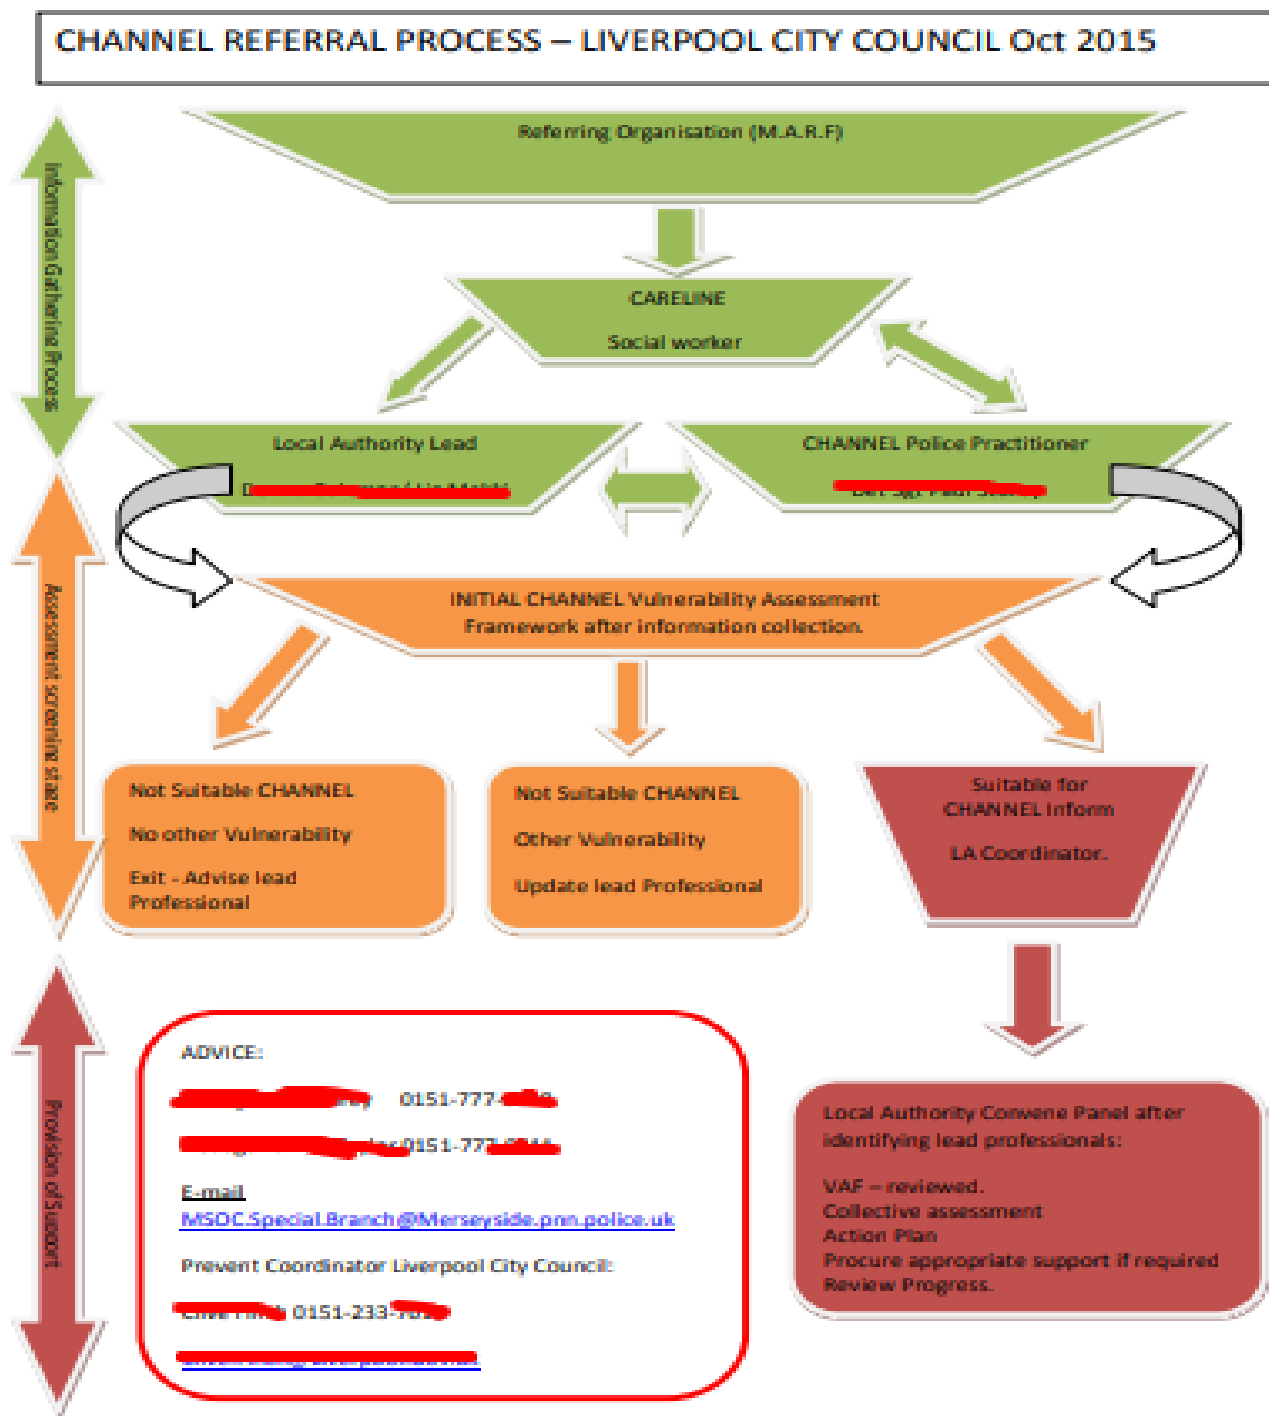 CHANNEL REFERRAL PROCESS – LIVERPOOL CITY COUNCIL Oct 2015
Referring Organisation (M.A.R.F)
Information Gathering Process
CARELINE
Social worker
Local Authority Lead
CHANNEL Police Practitioner
Assessment screening stage
INITIAL CHANNEL Vulnerability Assessment
Framework after information collection.
Not Suitable CHANNEL
No other Vulnerability
Exit - Advise lead
Professional
Not Suitable CHANNEL
Other Vulnerability
Update lead Professional
Suitable for
CHANNEL Inform
LA Coordinator.
Provision of Support
ADVICE:
0151-777-
0151-777-
E-mail
MSOC.Special.Branch@Merseyside.pnn.police.uk
Prevent Coordinator Liverpool City Council:
0151-233-
Local Authority Convene Panel after
identifying lead professionals:
VAF – reviewed.
Collective assessment
Action Plan
Procure appropriate support if required
Review Progress.